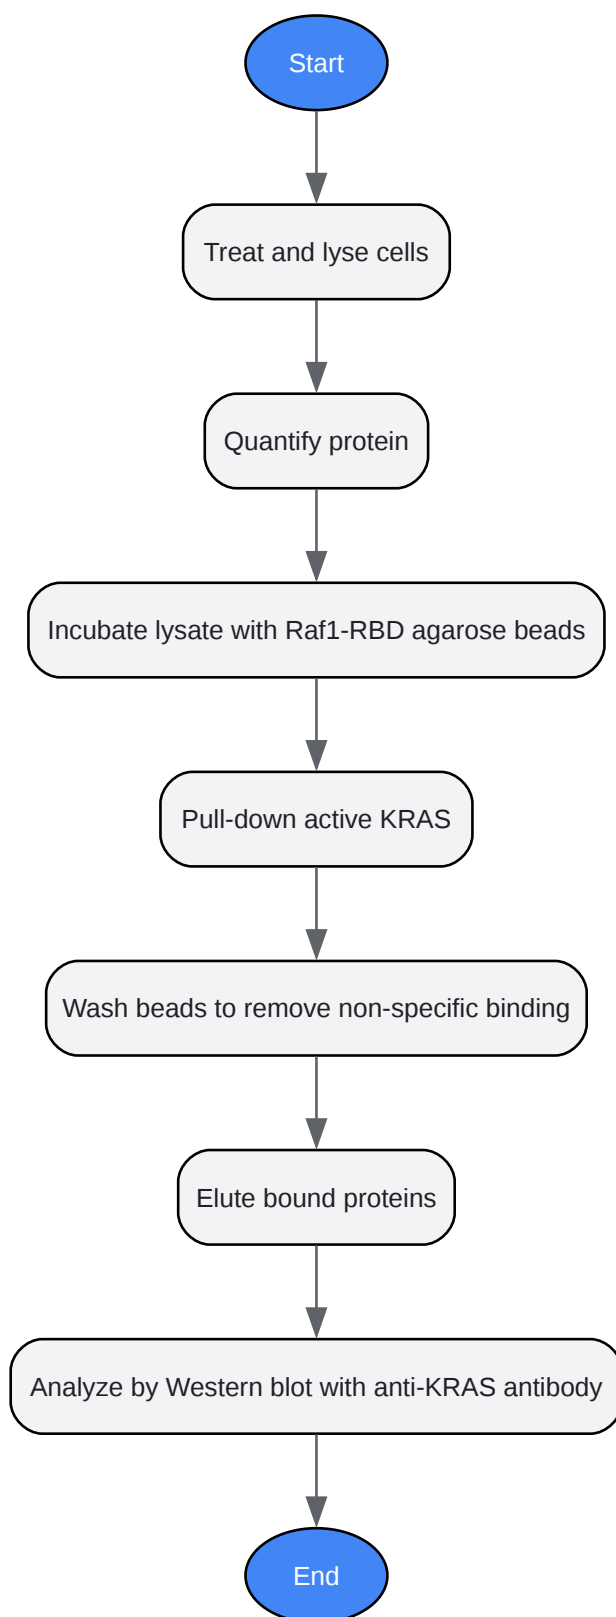 Start
Treat and lyse cells
Quantify protein
Incubate lysate with Raf1-RBD agarose beads
Pull-down active KRAS
Wash beads to remove non-specific binding
Elute bound proteins
Analyze by Western blot with anti-KRAS antibody
End